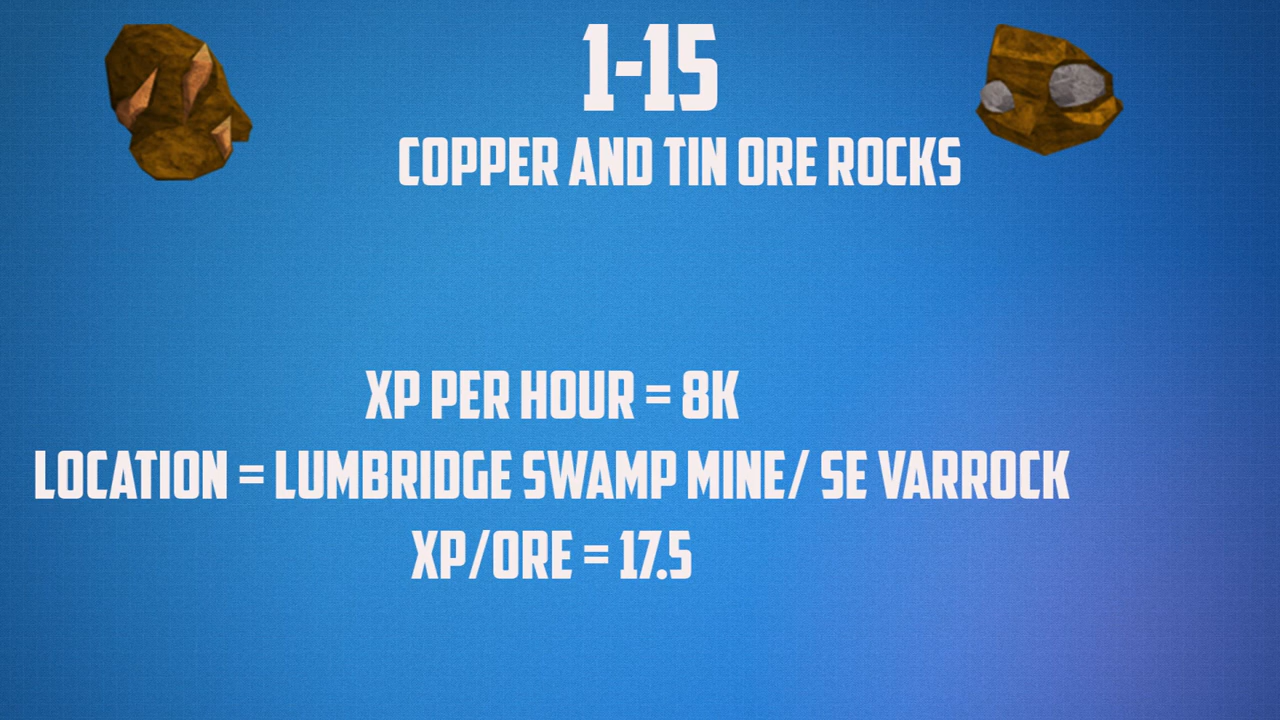 1-15
COPPER AND TIN ORE ROCKS
XP PER HOUR = 8K
LOCATION = LUMBRIDGE SWAMP MINE/ SE VARROCK
XP/ORE = 17.5